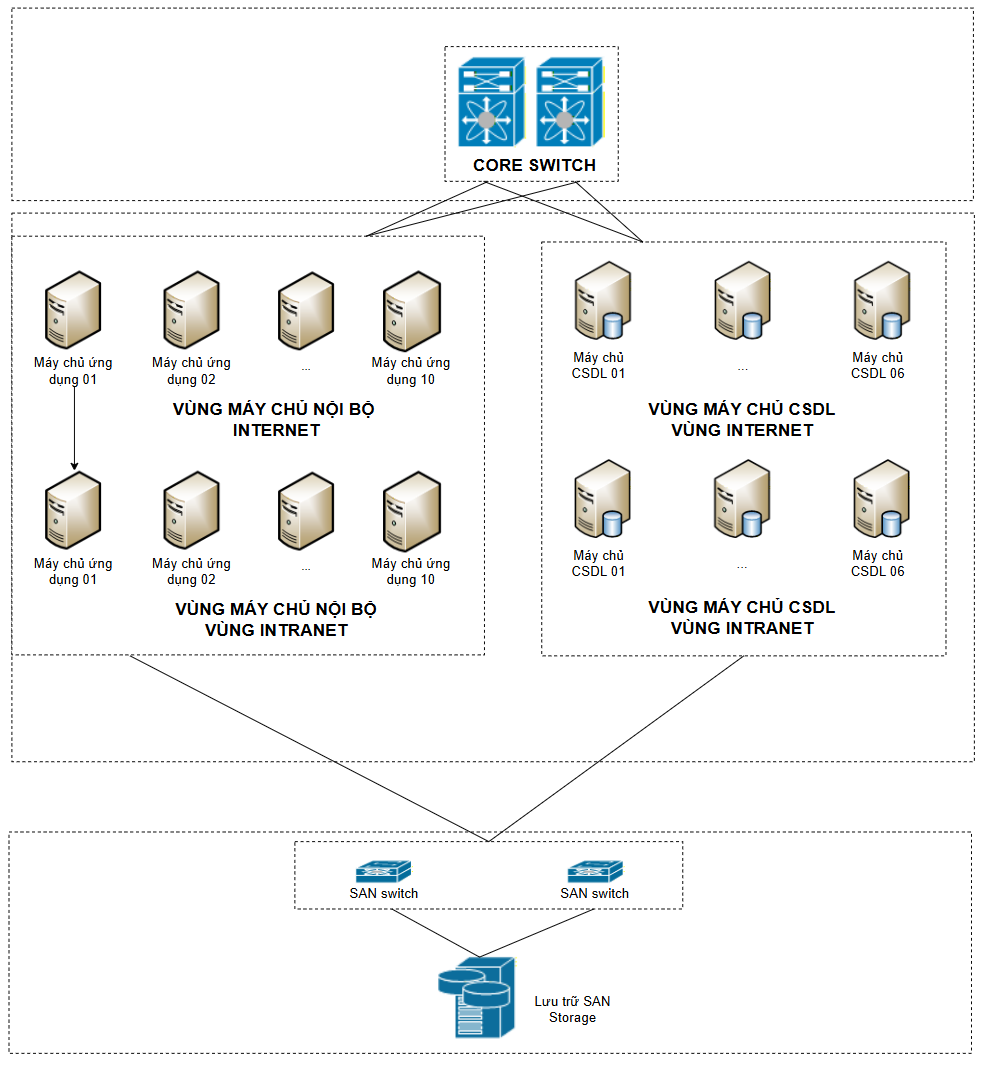 CORE SWITCH
Máy chủ ứng
dụng 01
Máy chủ ứng
dụng 02
...
Máy chủ ứng
dụng 10
VÙNG MÁY CHỦ NỘI BỘ
INTERNET
Máy chủ
CSDL 01
...
Máy chủ
CSDL 06
VÙNG MÁY CHỦ CSDL
VÙNG INTERNET
Máy chủ ứng
dụng 01
Máy chủ ứng
dụng 02
...
Máy chủ ứng
dụng 10
VÙNG MÁY CHỦ NỘI BỘ
VÙNG INTRANET
Máy chủ
CSDL 01
...
Máy chủ
CSDL 06
VÙNG MÁY CHỦ CSDL
VÙNG INTRANET
SAN switch
SAN switch
Lưu trữ SAN
Storage